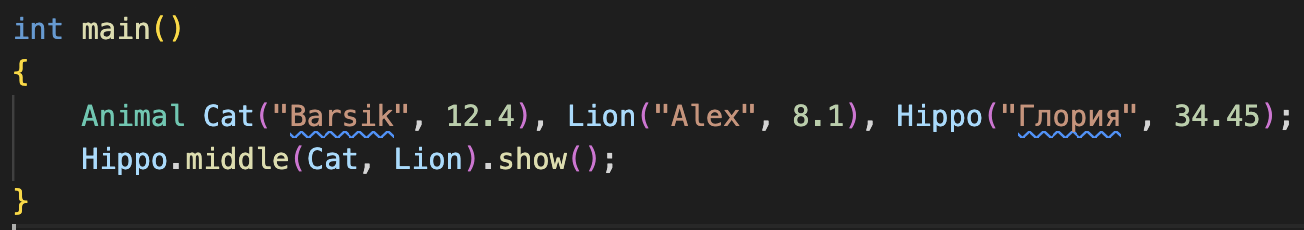 int main()
{
    Animal Cat("Barsik", 12.4), Lion("Alex", 8.1), Hippo("Глория", 34.45);
    Hippo.middle(Cat, Lion).show();
}